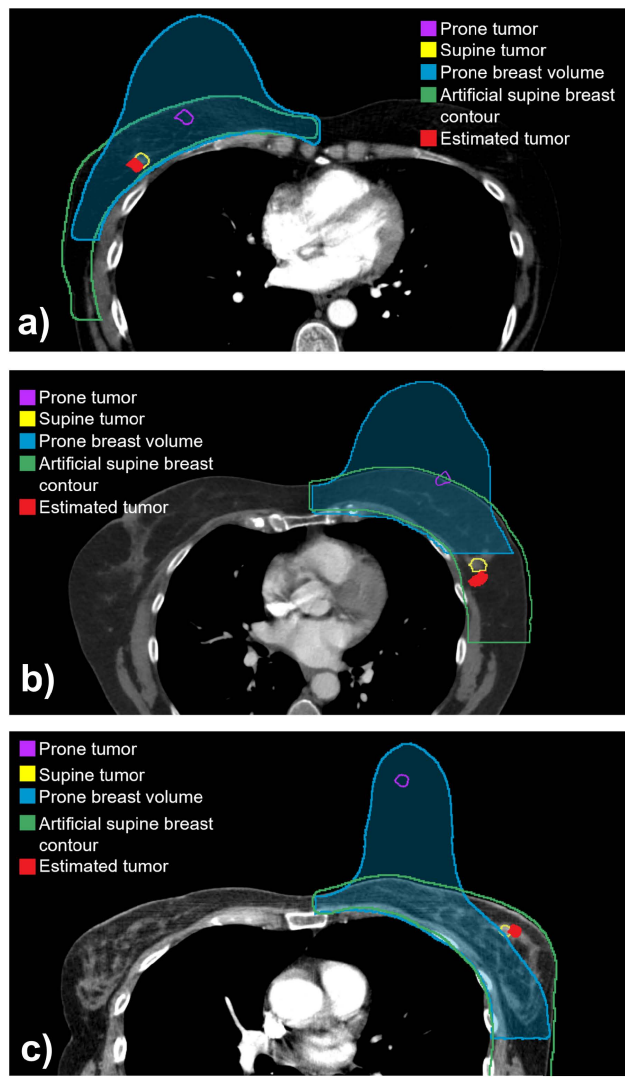 Prone tumor
Supine tumor
Prone breast volume
Artificial supine breast
contour
Estimated tumor
a)
Prone tumor
Supine tumor
Prone breast volume
Artificial supine breast
contour
Estimated tumor
b)
Prone tumor
Supine tumor
Prone breast volume
Artificial supine breast
contour
Estimated tumor
c)